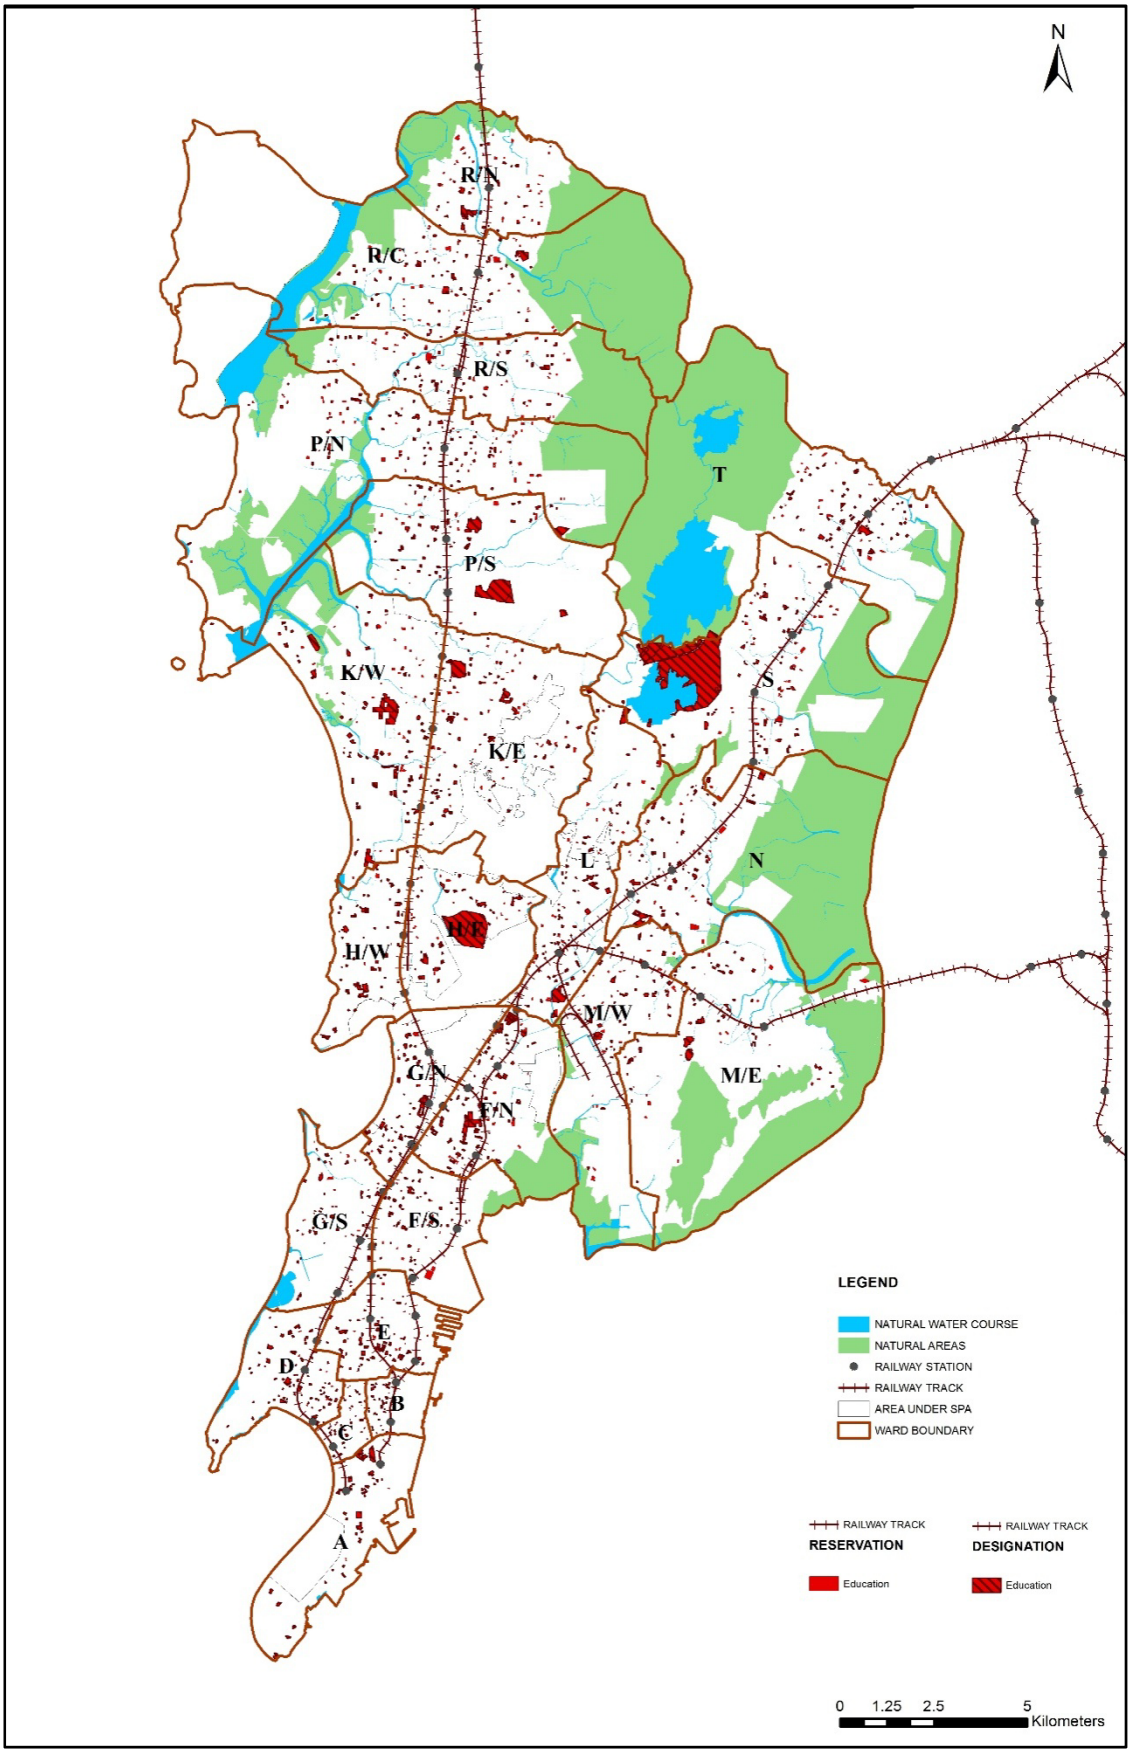 N
R/N
R/C
R/S
P/N
T
P/S
K/W
S
K/E
L
N
H/E
H/W
M/W
G/N
M/E
F/N
G/S
F/S
E
D
B
C
A
LEGEND
NATURAL WATER COURSE
NATURAL AREAS
RAILWAY STATION
RAILWAY TRACK
AREA UNDER SPA
WARD BOUNDARY
RAILWAY TRACK RAILWAY TRACK
RESERVATION DESIGNATION
Education Education
0 1.25 2.5 5
Kilometers